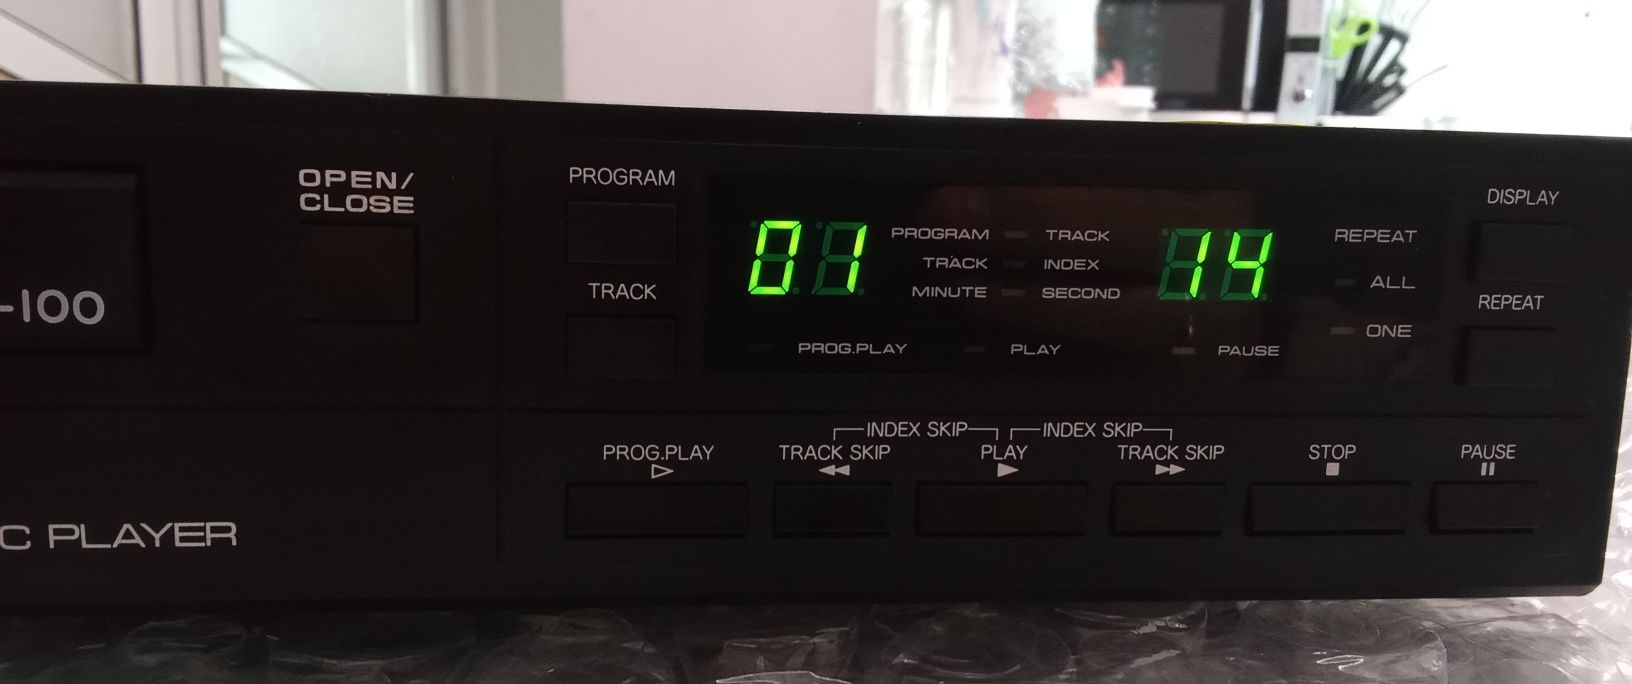 OPEN/
CLOSE
-100
C PLAYER
PROGRAM
TRACK
01
PROGRAM TRACK
TRACK INDEX
MINUTE SECOND
14
PROG.PLAY PLAY PAUSE
REPEAT
ALL
ONE
DISPLAY
REPEAT
INDEX SKIP INDEX SKIP
PROG.PLAY TRACK SKIP PLAY TRACK SKIP STOP PAUSE